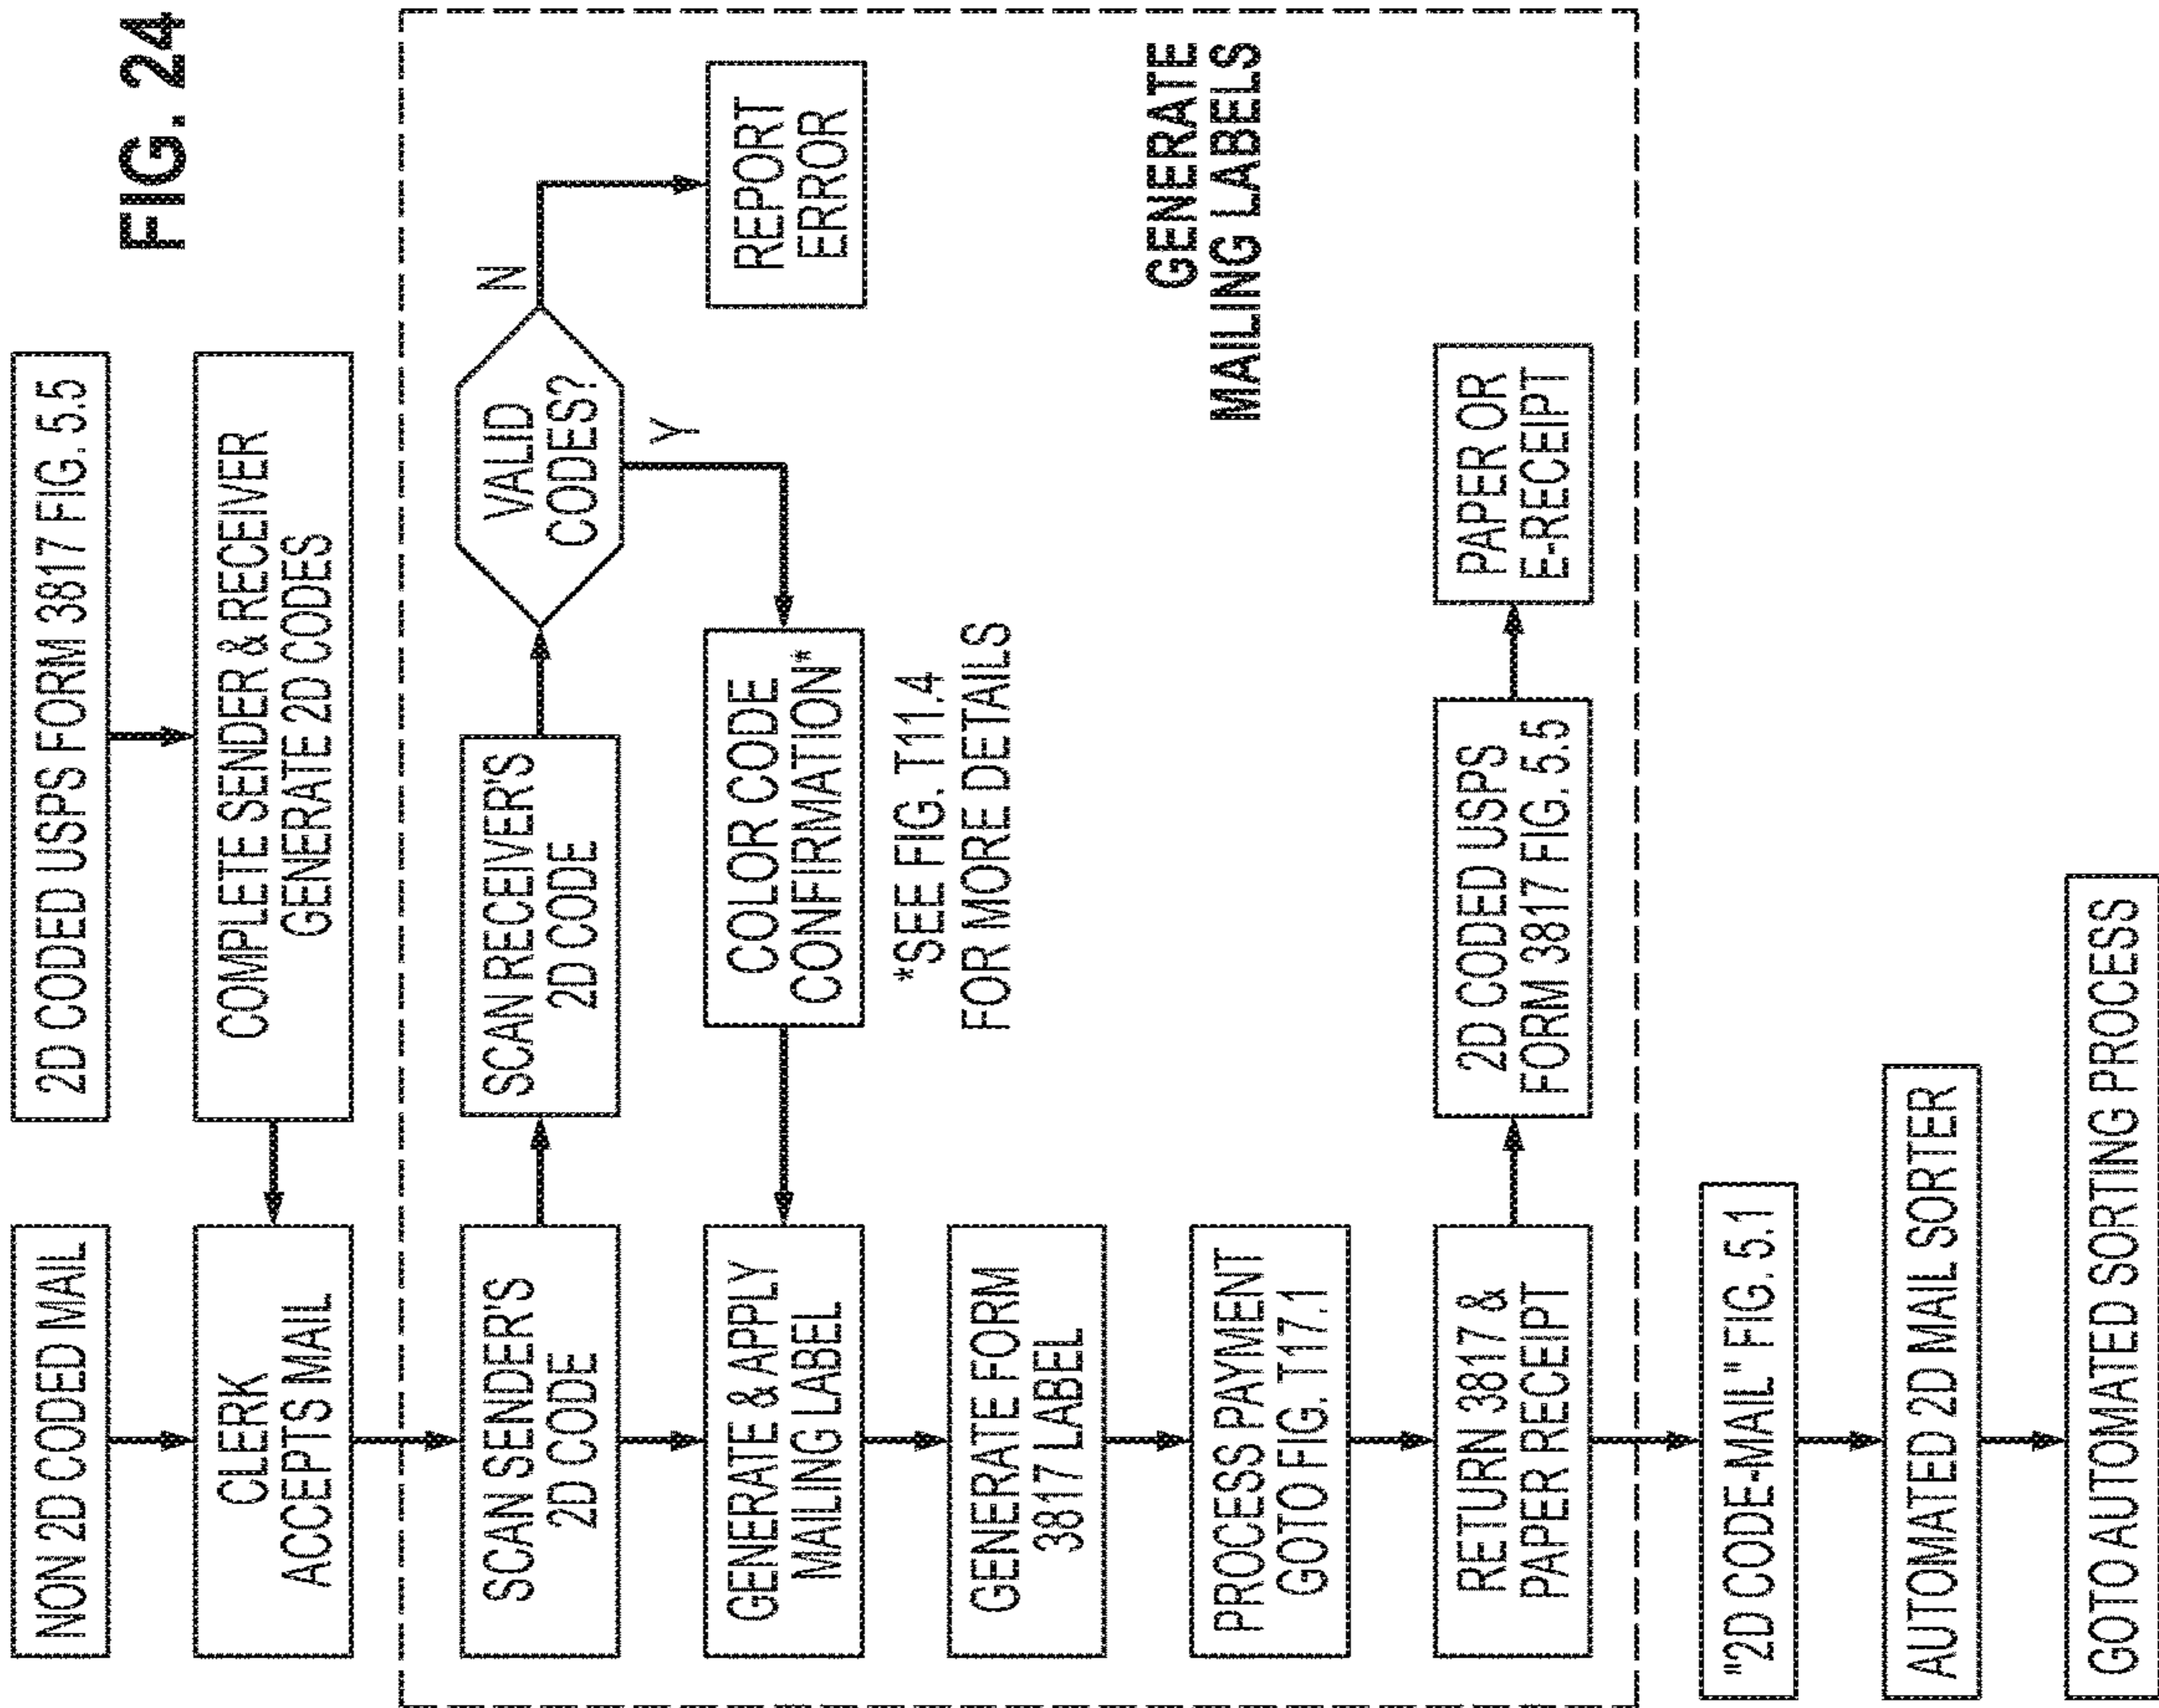 FIG. 24
NON 2D CODED MAIL
2D CODED USPS FORM 3817 FIG. 5.5
CLERK
ACCEPTS MAIL
COMPLETE SENDER & RECEIVER
GENERATE 2D CODES
SCAN SENDER'S
2D CODE
SCAN RECEIVER'S
2D CODE
VALID
CODES?
N
Y
REPORT
ERROR
GENERATE & APPLY
MAILING LABEL
COLOR CODE
CONFIRMATION*
*SEE FIG. T11.4
FOR MORE DETAILS
GENERATE FORM
3817 LABEL
GENERATE
MAILING LABELS
PROCESS PAYMENT
GOTO FIG. T17.1
RETURN 3817 &
PAPER RECEIPT
2D CODED USPS
FORM 3817 FIG. 5.5
PAPER OR
E-RECEIPT
"2D CODE-MAIL" FIG. 5.1
AUTOMATED 2D MAIL SORTER
GOTO AUTOMATED SORTING PROCESS